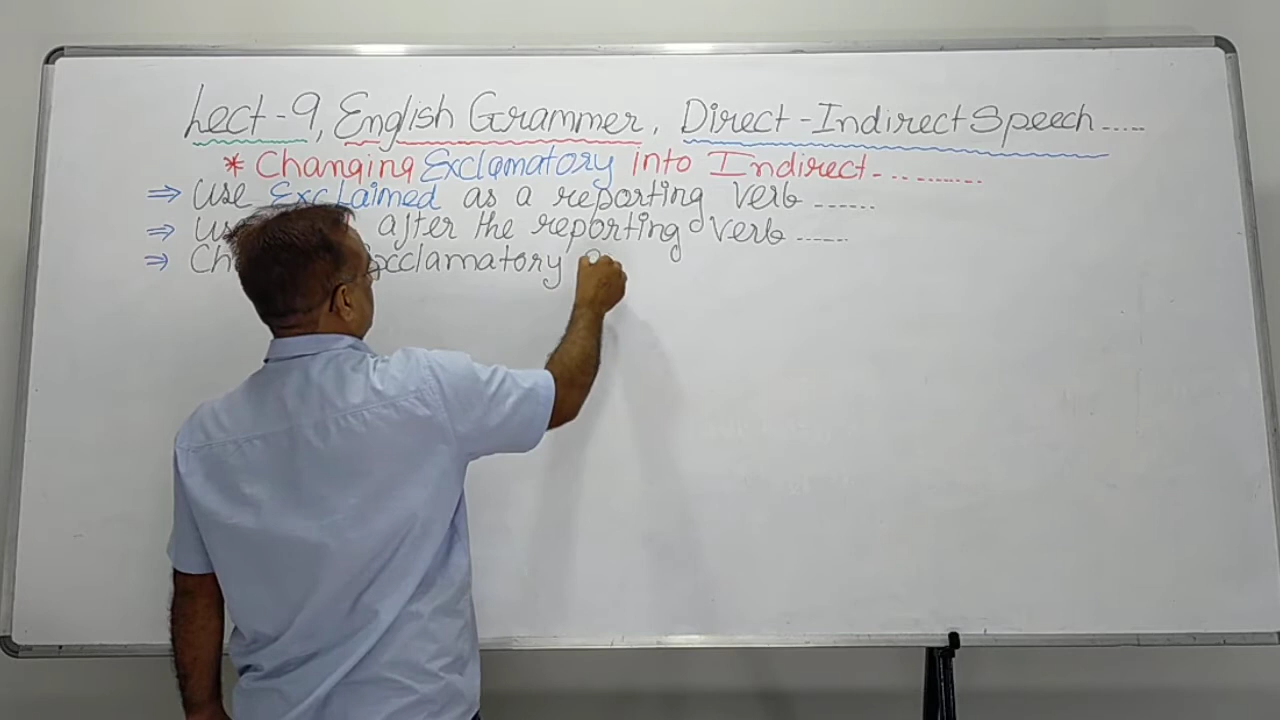 Lect-9, English Grammer, Direct-Indirect Speech.....
* Changing Exclamatory into Indirect...........
⇒ Use Exclaimed as a reporting verb......
⇒ after the reporting verb......
⇒ Exclamatory